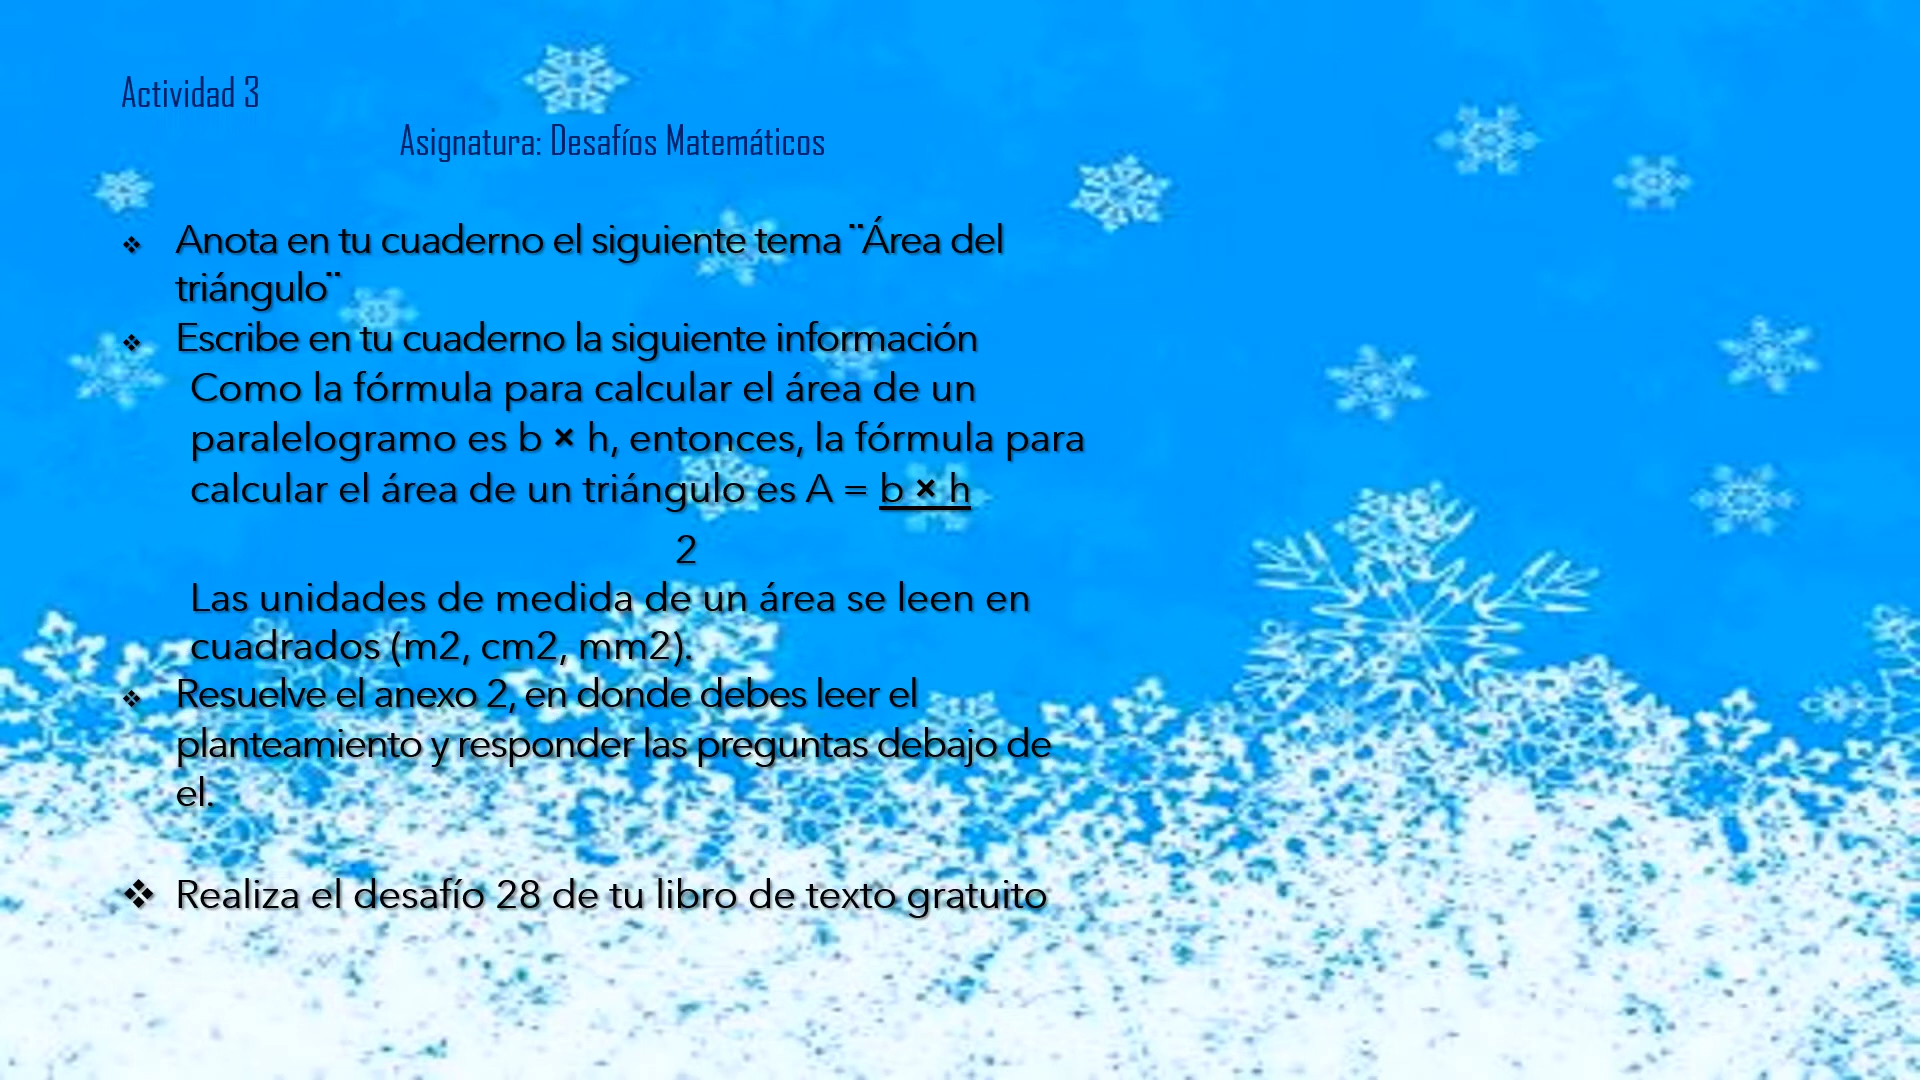 Actividad 3
Asignatura: Desafíos Matemáticos
❖ Anota en tu cuaderno el siguiente tema ¨Área del
triángulo¨
❖ Escribe en tu cuaderno la siguiente información
Como la fórmula para calcular el área de un
paralelogramo es b × h, entonces, la fórmula para
calcular el área de un triángulo es A = b × h
2
Las unidades de medida de un área se leen en
cuadrados (m2, cm2, mm2).
❖ Resuelve el anexo 2, en donde debes leer el
planteamiento y responder las preguntas debajo de
el.
❖ Realiza el desafío 28 de tu libro de texto gratuito